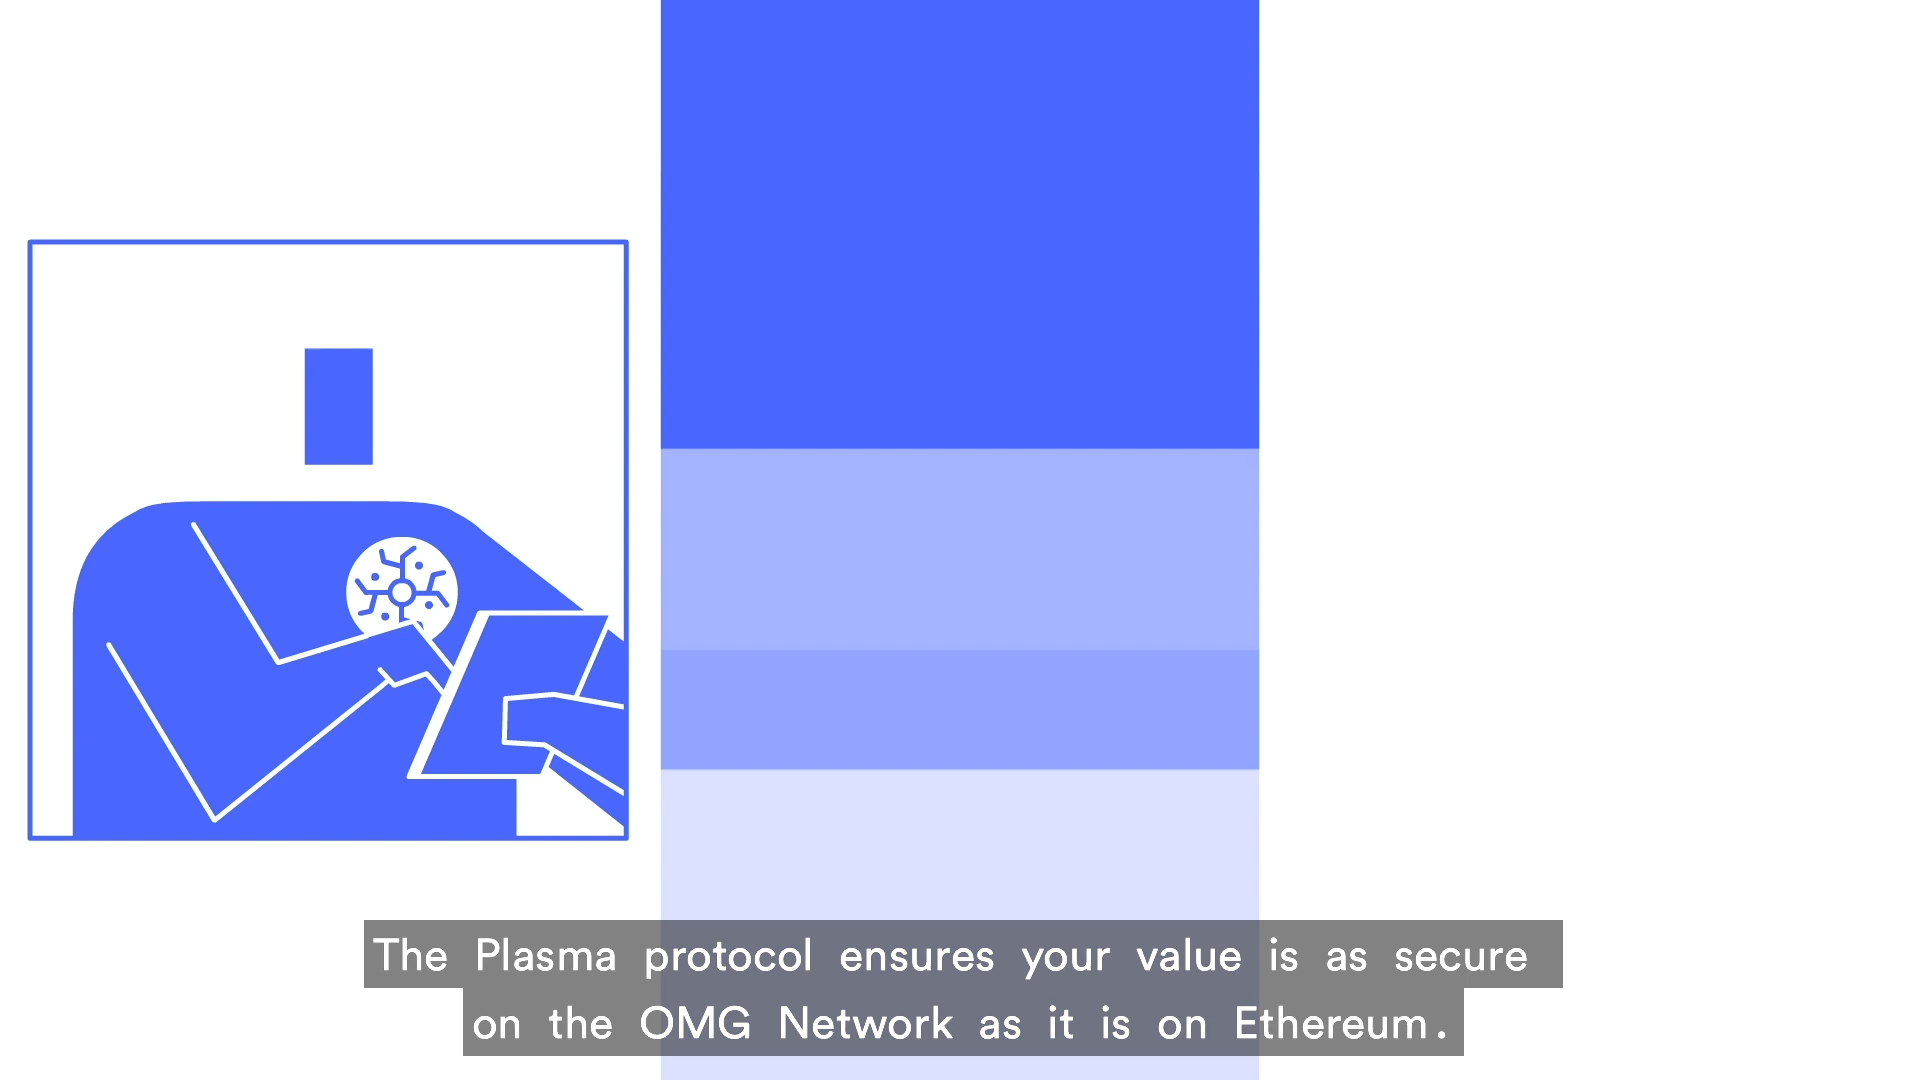 The Plasma protocol ensures your value is as secure
on the OMG Network as it is on Ethereum.